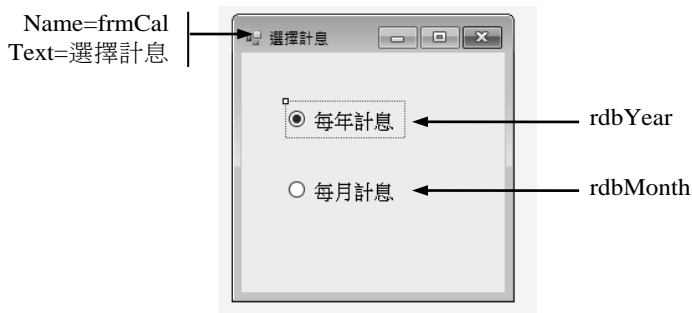 Name=frmCal
Text=選擇計息
選擇計息
每年計息
rdbYear
每月計息
rdbMonth